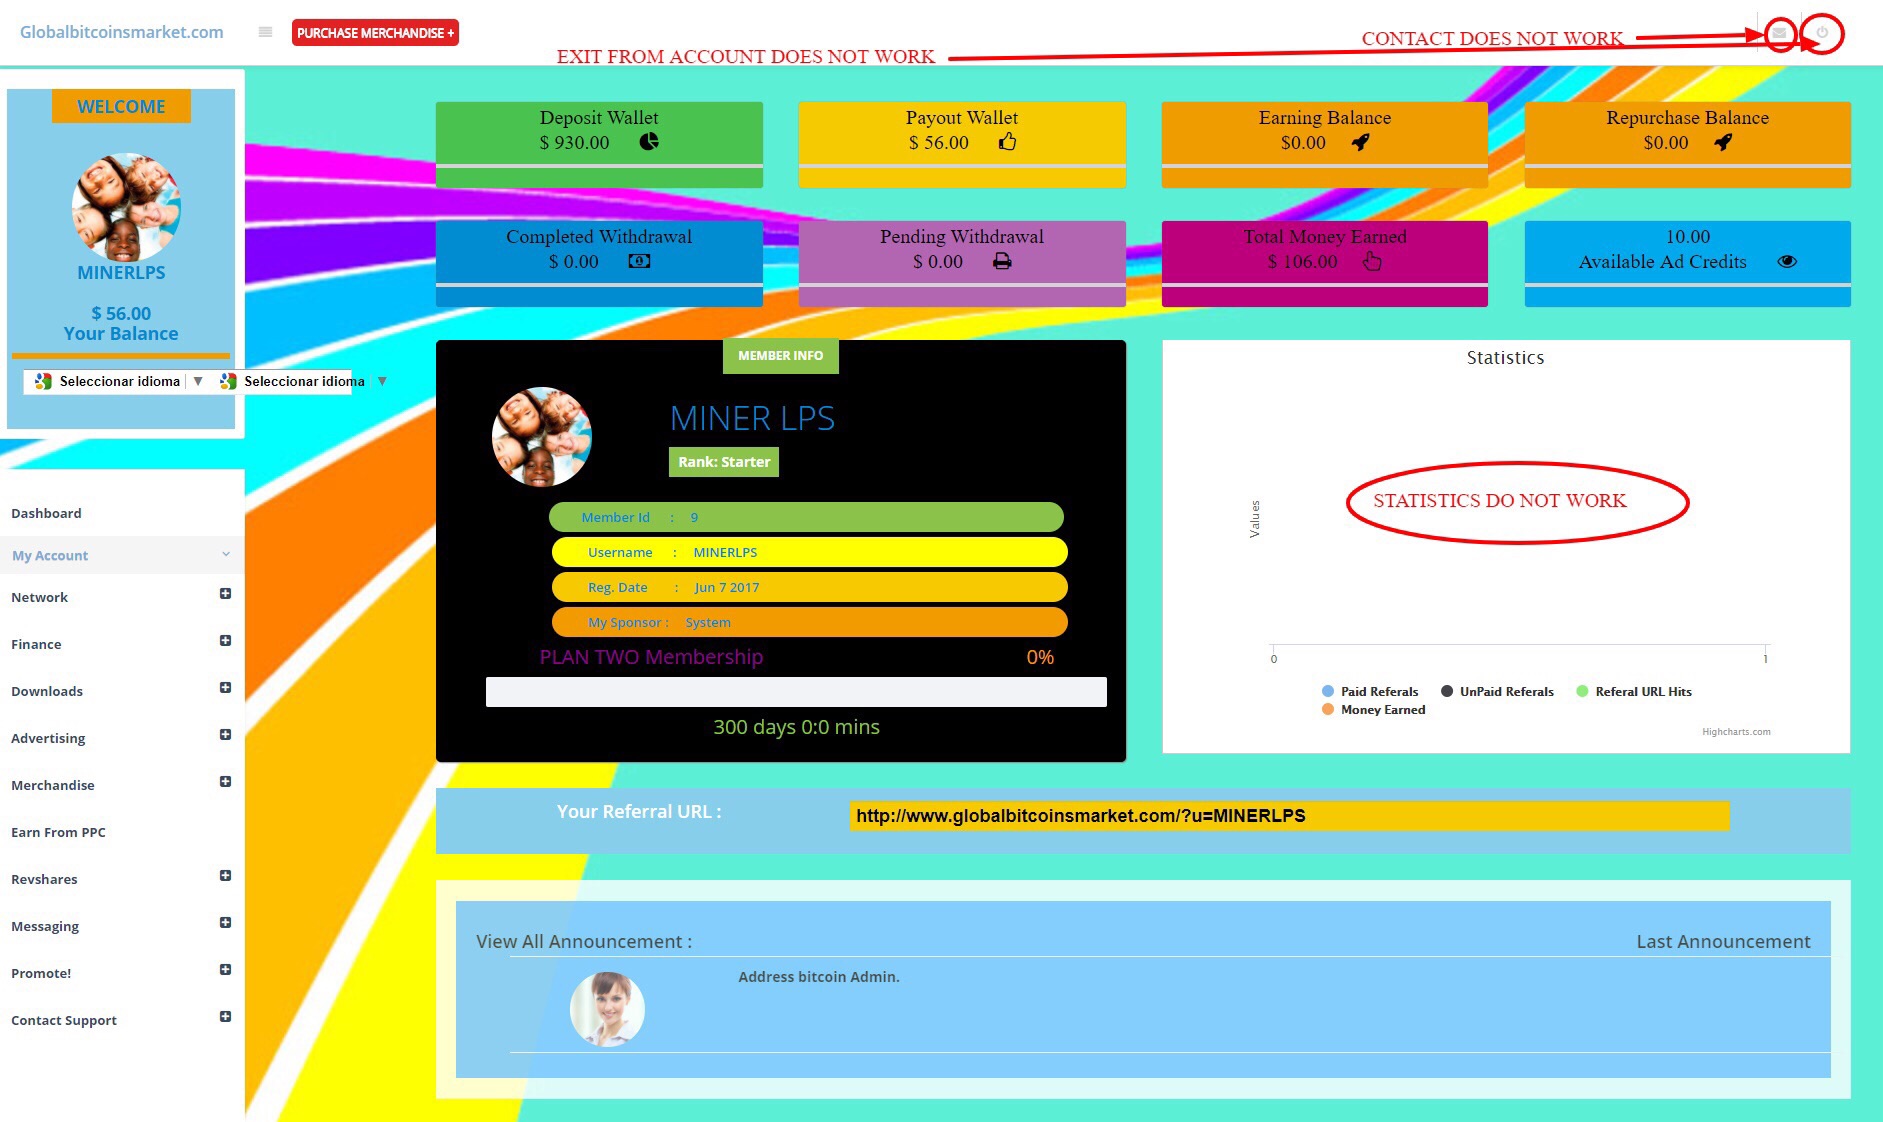 Globalbitcoinsmarket.com
PURCHASE MERCHANDISE +
EXIT FROM ACCOUNT DOES NOT WORK
CONTACT DOES NOT WORK
WELCOME
MINERLPS
$ 56.00
Your Balance
Seleccionar idioma ▼ Seleccionar idioma ▼
Dashboard
My Account
Network
Finance
Downloads
Advertising
Merchandise
Earn From PPC
Revshares
Messaging
Promote!
Contact Support
Deposit Wallet
$ 930.00
Payout Wallet
$ 56.00
Earning Balance
$0.00
Repurchase Balance
$0.00
Completed Withdrawal
$ 0.00
Pending Withdrawal
$ 0.00
Total Money Earned
$ 106.00
10.00
Available Ad Credits
MEMBER INFO
MINER LPS
Rank: Starter
Member Id : 9
Username : MINERLPS
Reg. Date : Jun 7 2017
My Sponsor : System
PLAN TWO Membership 0%
300 days 0:0 mins
Statistics
STATISTICS DO NOT WORK
Values
0 1
Paid Referals UnPaid Referals Referal URL Hits
Money Earned
Highcharts.com
Your Referral URL : http://www.globalbitcoinsmarket.com/?u=MINERLPS
View All Announcement : Last Announcement
Address bitcoin Admin.